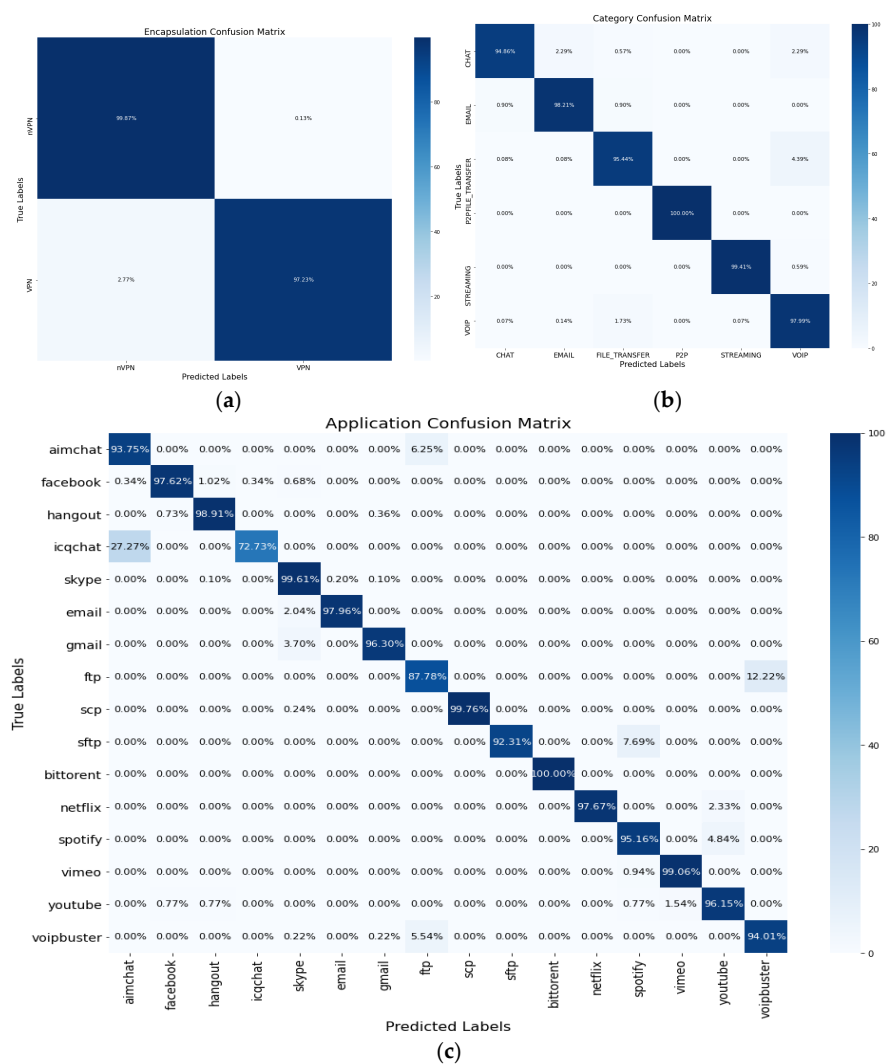 Encapsulation Confusion Matrix
nVPN 99.87% 0.13%
VPN 2.77% 97.23%
nVPN VPN
True Labels
Predicted Labels
80
60
40
20
(a)
Category Confusion Matrix
CHAT 94.86% 2.29% 0.57% 0.00% 0.00% 2.29%
EMAIL 0.90% 98.21% 0.90% 0.00% 0.00% 0.00%
FILE_TRANSFER 0.08% 0.08% 95.44% 0.00% 0.00% 4.39%
P2P 0.00% 0.00% 0.00% 100.00% 0.00% 0.00%
STREAMING 0.00% 0.00% 0.00% 0.00% 99.41% 0.59%
VOIP 0.07% 0.14% 1.73% 0.00% 0.07% 97.99%
CHAT EMAIL FILE_TRANSFER P2P STREAMING VOIP
True Labels
Predicted Labels
100
80
60
40
20
0
(b)
Application Confusion Matrix
aimchat 93.75% 0.00% 0.00% 0.00% 0.00% 0.00% 0.00% 6.25% 0.00% 0.00% 0.00% 0.00% 0.00% 0.00% 0.00% 0.00%
facebook 0.34% 97.62% 1.02% 0.34% 0.68% 0.00% 0.00% 0.00% 0.00% 0.00% 0.00% 0.00% 0.00% 0.00% 0.00% 0.00%
hangout 0.00% 0.73% 98.91% 0.00% 0.00% 0.00% 0.36% 0.00% 0.00% 0.00% 0.00% 0.00% 0.00% 0.00% 0.00% 0.00%
icqchat 27.27% 0.00% 0.00% 72.73% 0.00% 0.00% 0.00% 0.00% 0.00% 0.00% 0.00% 0.00% 0.00% 0.00% 0.00% 0.00%
skype 0.00% 0.00% 0.10% 0.00% 99.61% 0.20% 0.10% 0.00% 0.00% 0.00% 0.00% 0.00% 0.00% 0.00% 0.00% 0.00%
email 0.00% 0.00% 0.00% 0.00% 2.04% 97.96% 0.00% 0.00% 0.00% 0.00% 0.00% 0.00% 0.00% 0.00% 0.00% 0.00%
gmail 0.00% 0.00% 0.00% 0.00% 3.70% 0.00% 96.30% 0.00% 0.00% 0.00% 0.00% 0.00% 0.00% 0.00% 0.00% 0.00%
ftp 0.00% 0.00% 0.00% 0.00% 0.00% 0.00% 0.00% 87.78% 0.00% 0.00% 0.00% 0.00% 0.00% 0.00% 0.00% 12.22%
scp 0.00% 0.00% 0.00% 0.00% 0.24% 0.00% 0.00% 0.00% 99.76% 0.00% 0.00% 0.00% 0.00% 0.00% 0.00% 0.00%
sftp 0.00% 0.00% 0.00% 0.00% 0.00% 0.00% 0.00% 0.00% 0.00% 92.31% 0.00% 0.00% 7.69% 0.00% 0.00% 0.00%
bittorent 0.00% 0.00% 0.00% 0.00% 0.00% 0.00% 0.00% 0.00% 0.00% 0.00% 100.00% 0.00% 0.00% 0.00% 0.00% 0.00%
netflix 0.00% 0.00% 0.00% 0.00% 0.00% 0.00% 0.00% 0.00% 0.00% 0.00% 0.00% 97.67% 0.00% 0.00% 2.33% 0.00%
spotify 0.00% 0.00% 0.00% 0.00% 0.00% 0.00% 0.00% 0.00% 0.00% 0.00% 0.00% 0.00% 95.16% 0.00% 4.84% 0.00%
vimeo 0.00% 0.00% 0.00% 0.00% 0.00% 0.00% 0.00% 0.00% 0.00% 0.00% 0.00% 0.00% 0.94% 99.06% 0.00% 0.00%
youtube 0.00% 0.77% 0.77% 0.00% 0.00% 0.00% 0.00% 0.00% 0.00% 0.00% 0.00% 0.00% 0.77% 1.54% 96.15% 0.00%
voipbuster 0.00% 0.00% 0.00% 0.00% 0.22% 0.00% 0.22% 5.54% 0.00% 0.00% 0.00% 0.00% 0.00% 0.00% 0.00% 94.01%
aimchat facebook hangout icqchat skype email gmail ftp scp sftp bittorent netflix spotify vimeo youtube voipbuster
True Labels
Predicted Labels
100
80
60
40
20
0
(c)